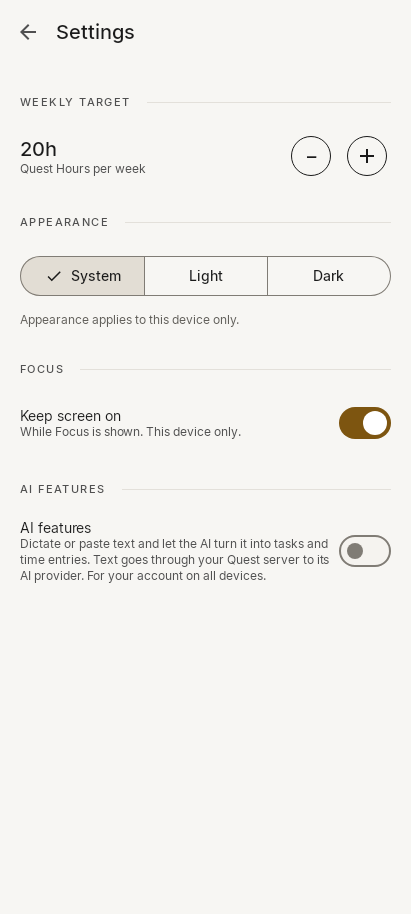 Settings
WEEKLY TARGET
20h
Quest Hours per week
−
+
APPEARANCE
System
Light
Dark
Appearance applies to this device only.
FOCUS
Keep screen on
While Focus is shown. This device only.
AI FEATURES
AI features
Dictate or paste text and let the AI turn it into tasks and
time entries. Text goes through your Quest server to its
AI provider. For your account on all devices.